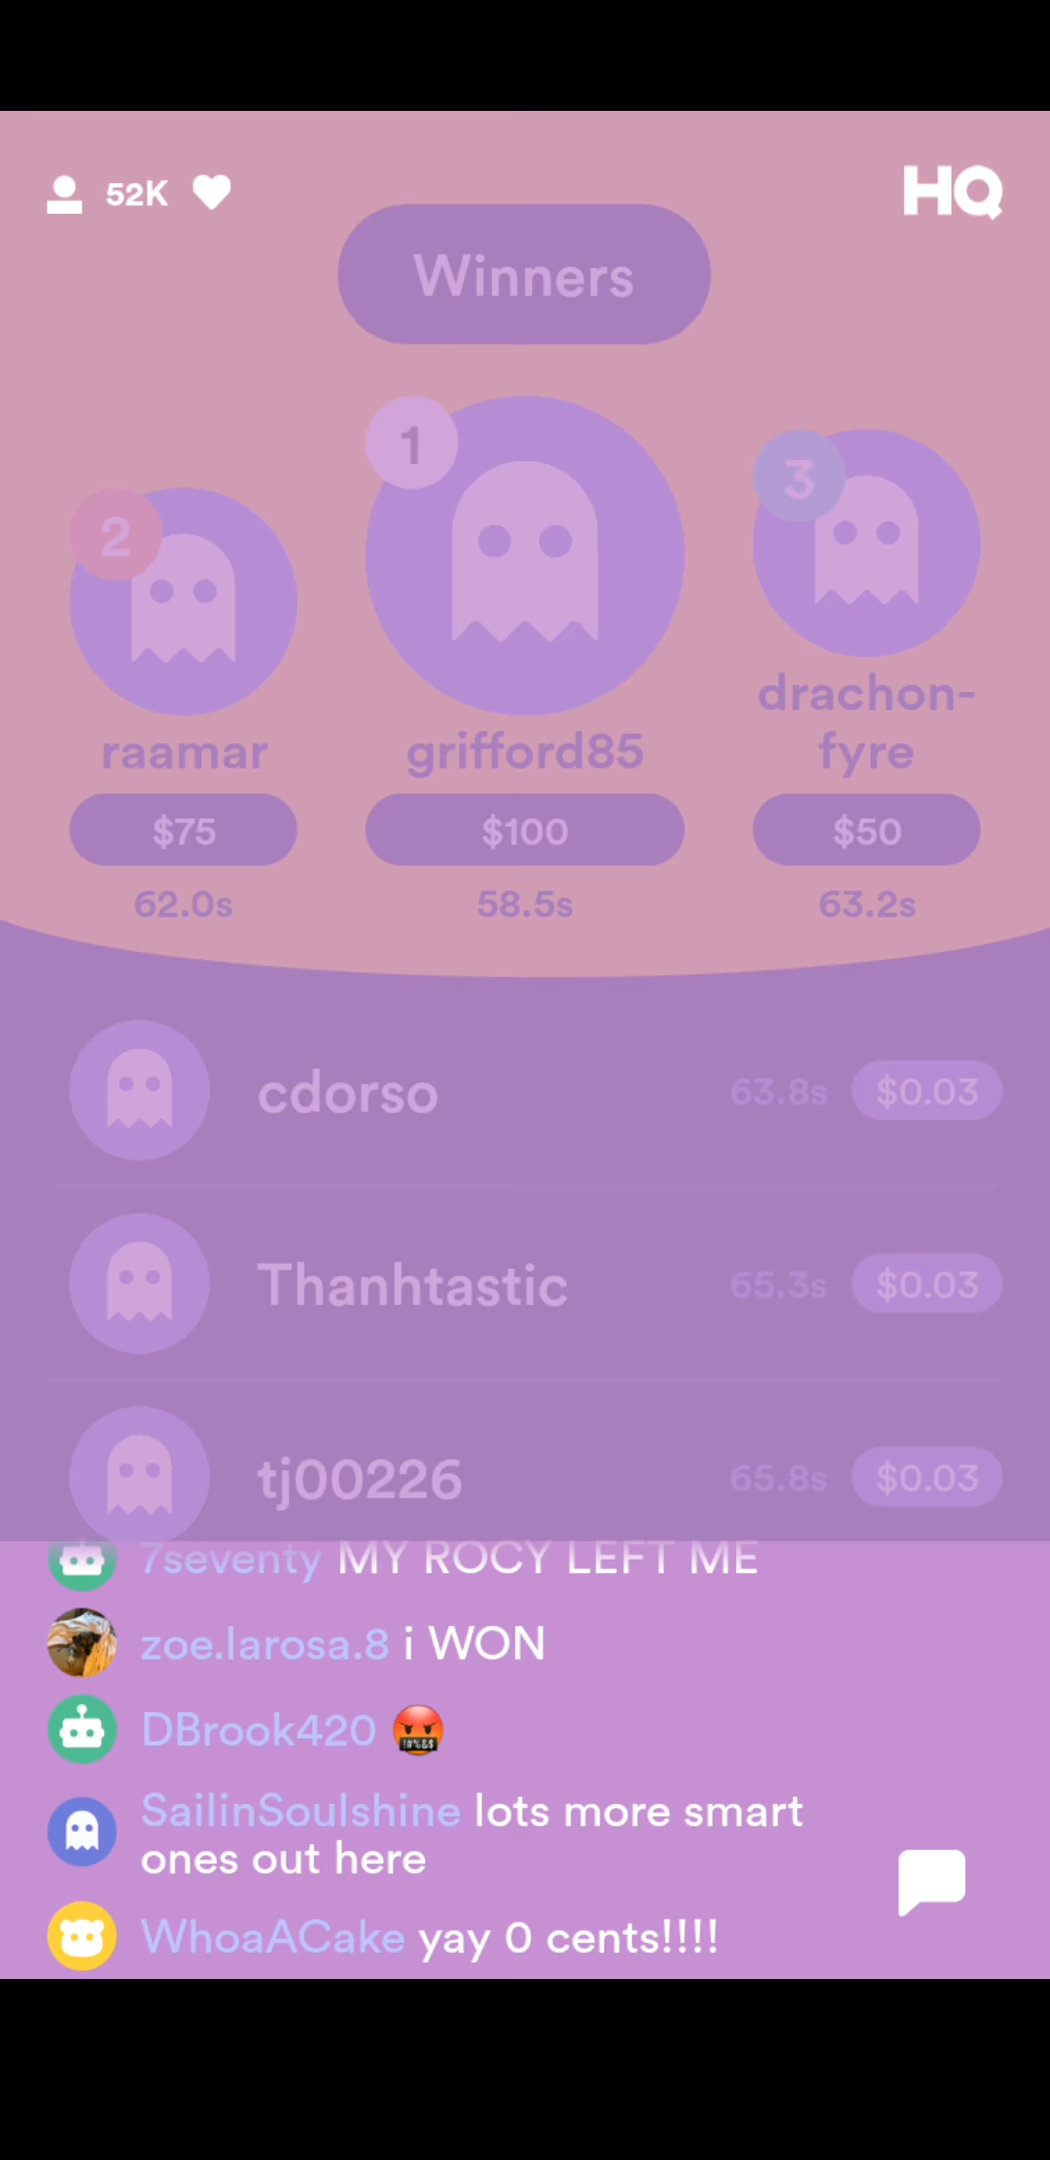 52K
HQ
Winners
1
2
3
drachon-
fyre
raamar
grifford85
$75
$100
$50
62.0s
58.5s
63.2s
cdorso 63.8s $0.03
Thanhtastic 65.3s $0.03
tj00226 65.8s $0.03
7seventy MY ROCY LEFT ME
zoe.larosa.8 i WON
DBrook420 🤬
SailinSoulshine lots more smart
ones out here
WhoaACake yay 0 cents!!!!